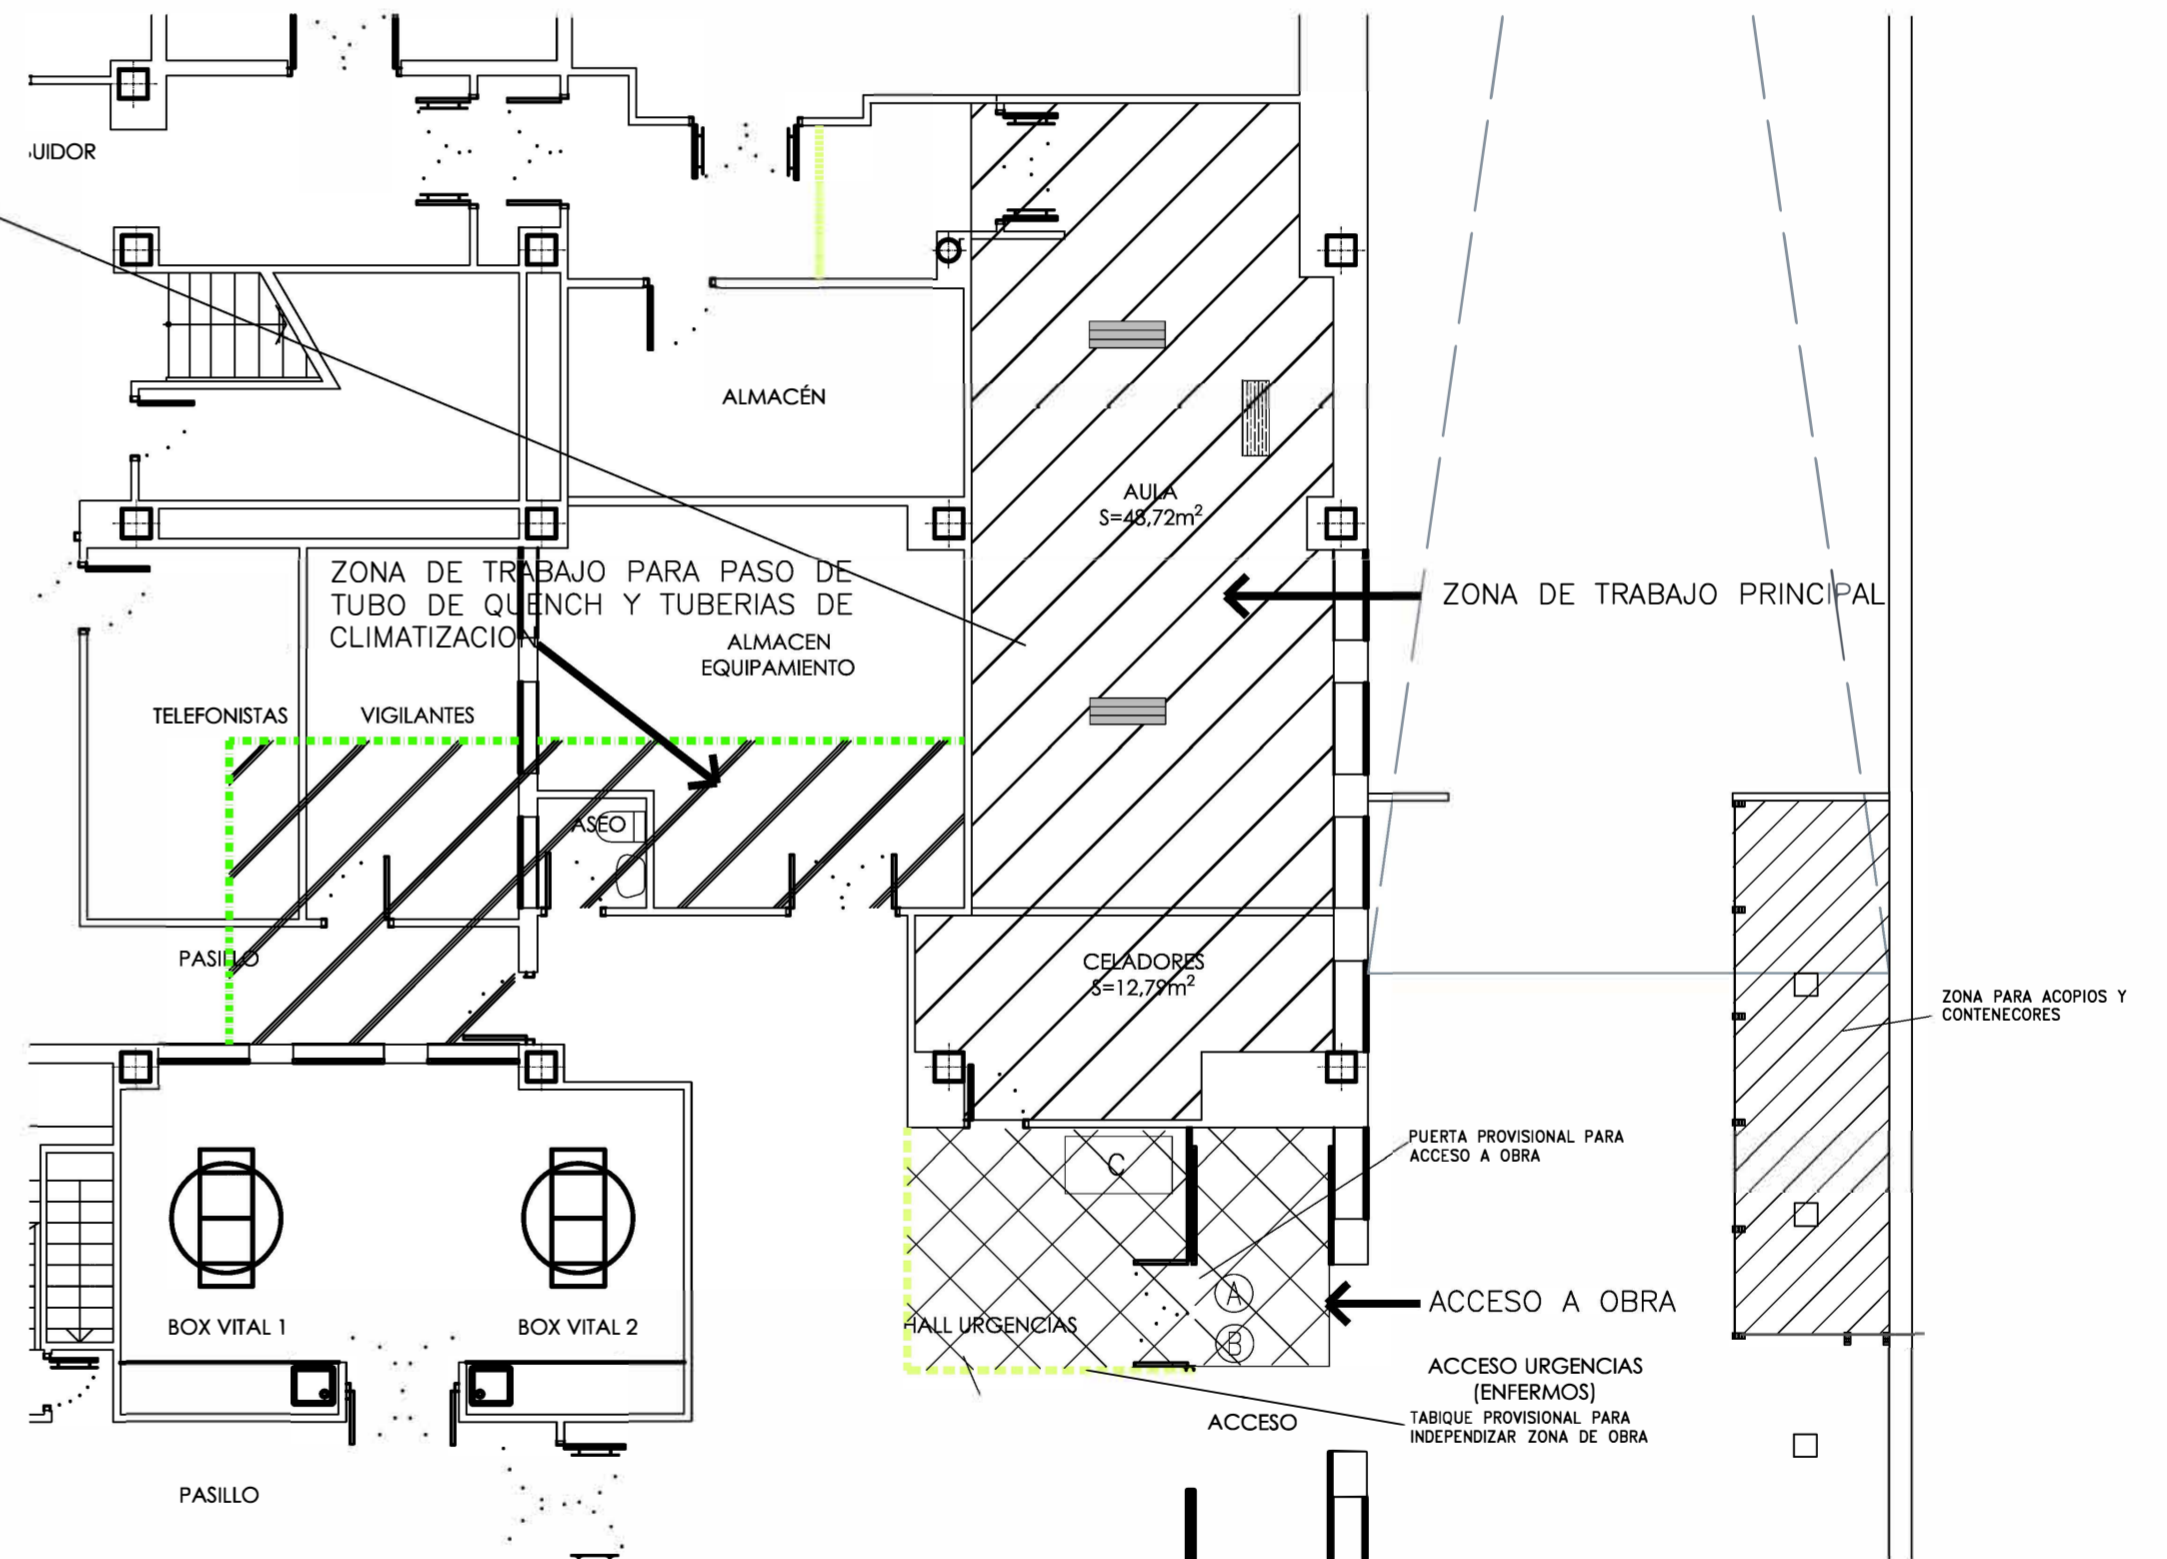 ALMACÉN
AULA
S=48,72m²
ZONA DE TRABAJO PARA PASO DE
TUBO DE QUENCH Y TUBERIAS DE
CLIMATIZACION
ZONA DE TRABAJO PRINCIPAL
ALMACEN
EQUIPAMIENTO
TELEFONISTAS
VIGILANTES
ASEO
PASILLO
CELADORES
S=12,79m²
ZONA PARA ACOPIOS Y
CONTENECORES
PUERTA PROVISIONAL PARA
ACCESO A OBRA
C
A
B
ACCESO A OBRA
HALL URGENCIAS
BOX VITAL 1
BOX VITAL 2
ACCESO URGENCIAS
(ENFERMOS)
TABIQUE PROVISIONAL PARA
INDEPENDIZAR ZONA DE OBRA
ACCESO
PASILLO